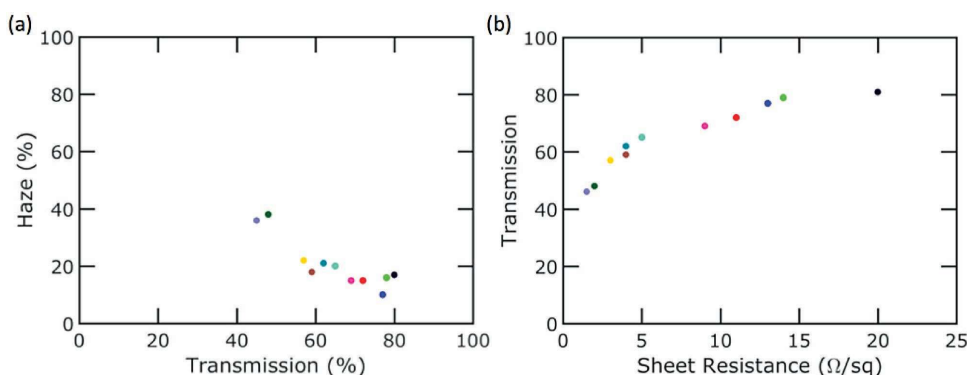 (a)
100
80
60
40
20
0
Haze (%)
0 20 40 60 80 100
Transmission (%)
(b)
100
80
60
40
20
0
Transmission
0 5 10 15 20 25
Sheet Resistance (Ω/sq)